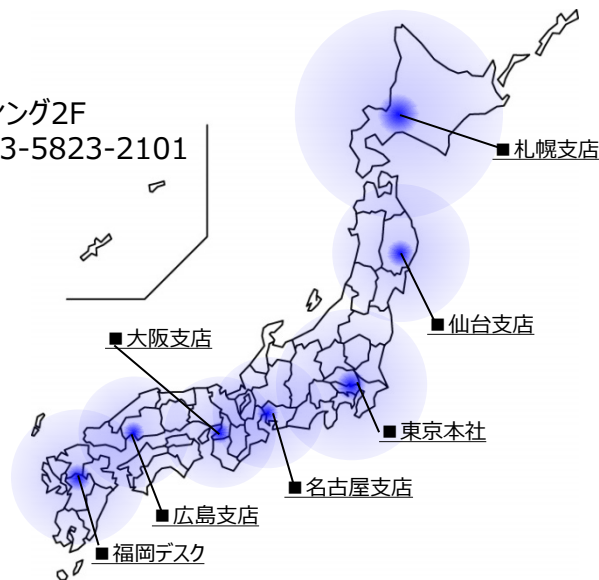 ィング2F
3-5823-2101
■札幌支店
■仙台支店
■大阪支店
■東京本社
■名古屋支店
■広島支店
■福岡デスク